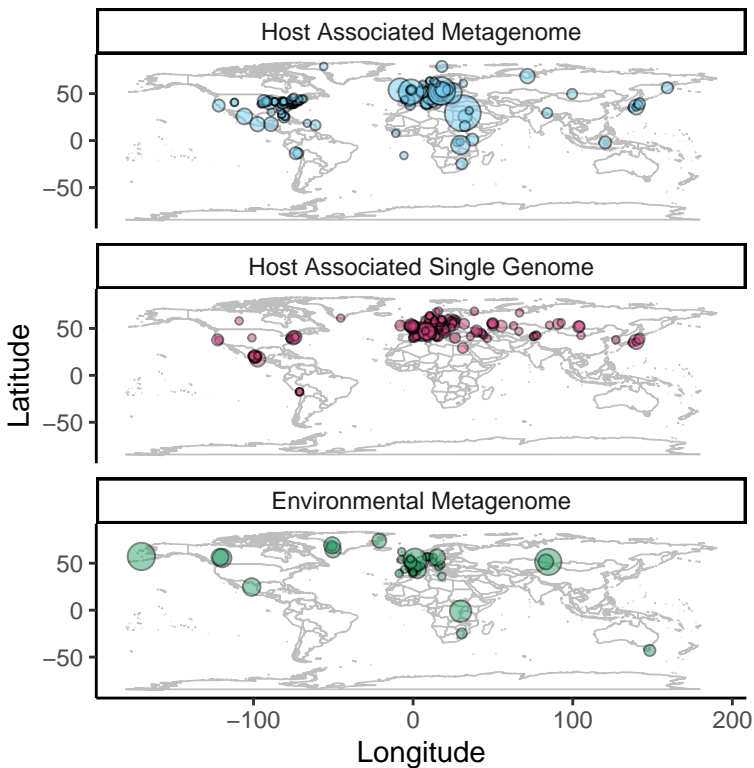 Host Associated Metagenome
50
0
−50
Host Associated Single Genome
50
0
−50
Latitude
Environmental Metagenome
50
0
−50
−100 0 100 200
Longitude